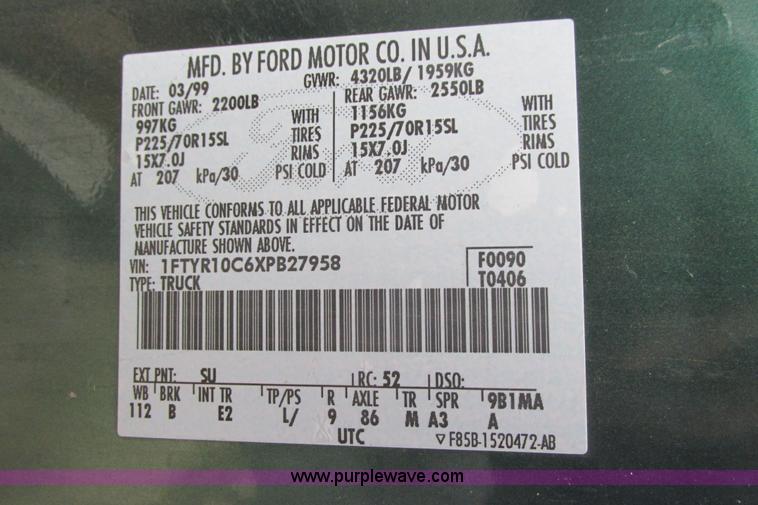 MFD. BY FORD MOTOR CO. IN U.S.A.
DATE: 03/99 GVWR: 4320LB/ 1959KG
FRONT GAWR: 2200LB REAR GAWR: 2550LB
997KG WITH 1156KG WITH
P225/70R15SL TIRES P225/70R15SL TIRES
15X7.0J RIMS 15X7.0J RIMS
AT 207 kPa/30 PSI COLD AT 207 kPa/30 PSI COLD
THIS VEHICLE CONFORMS TO ALL APPLICABLE FEDERAL MOTOR
VEHICLE SAFETY STANDARDS IN EFFECT ON THE DATE OF
MANUFACTURE SHOWN ABOVE.
VIN: 1FTYR10C6XPB27958 F0090
TYPE: TRUCK T0406
EXT PNT: SU RC: 52 DSO:
WB BRK INT TR TP/PS R AXLE TR SPR 9B1MA
112 B E2 L/ 9 86 M A3 A
UTC ▽ F85B-1520472-AB
www.purplewave.com